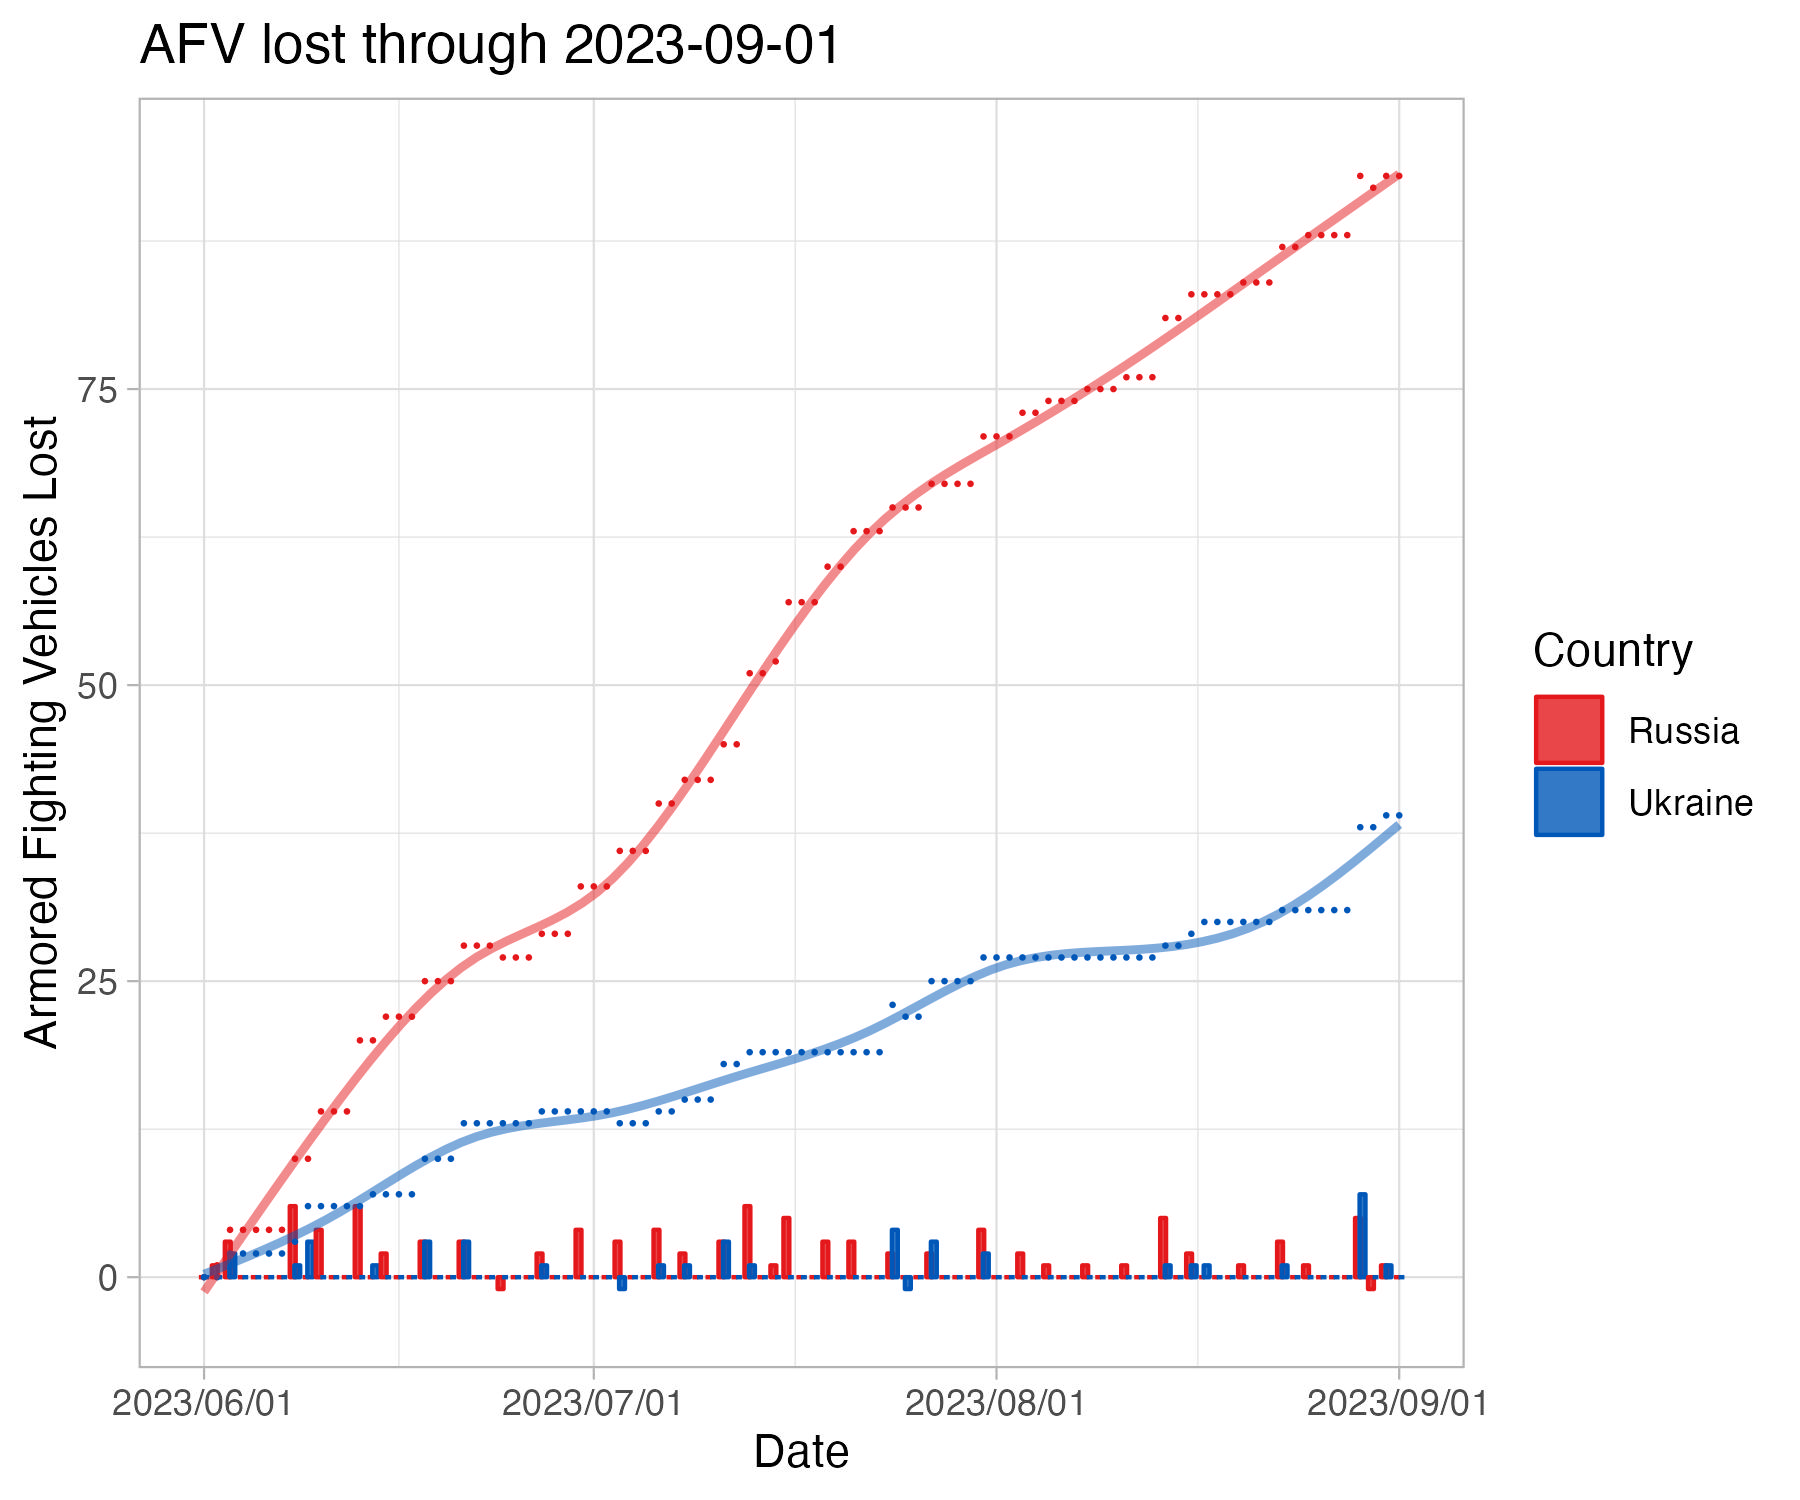 AFV lost through 2023-09-01
Armored Fighting Vehicles Lost
75
50
25
0
2023/06/01
2023/07/01
2023/08/01
2023/09/01
Date
Country
Russia
Ukraine